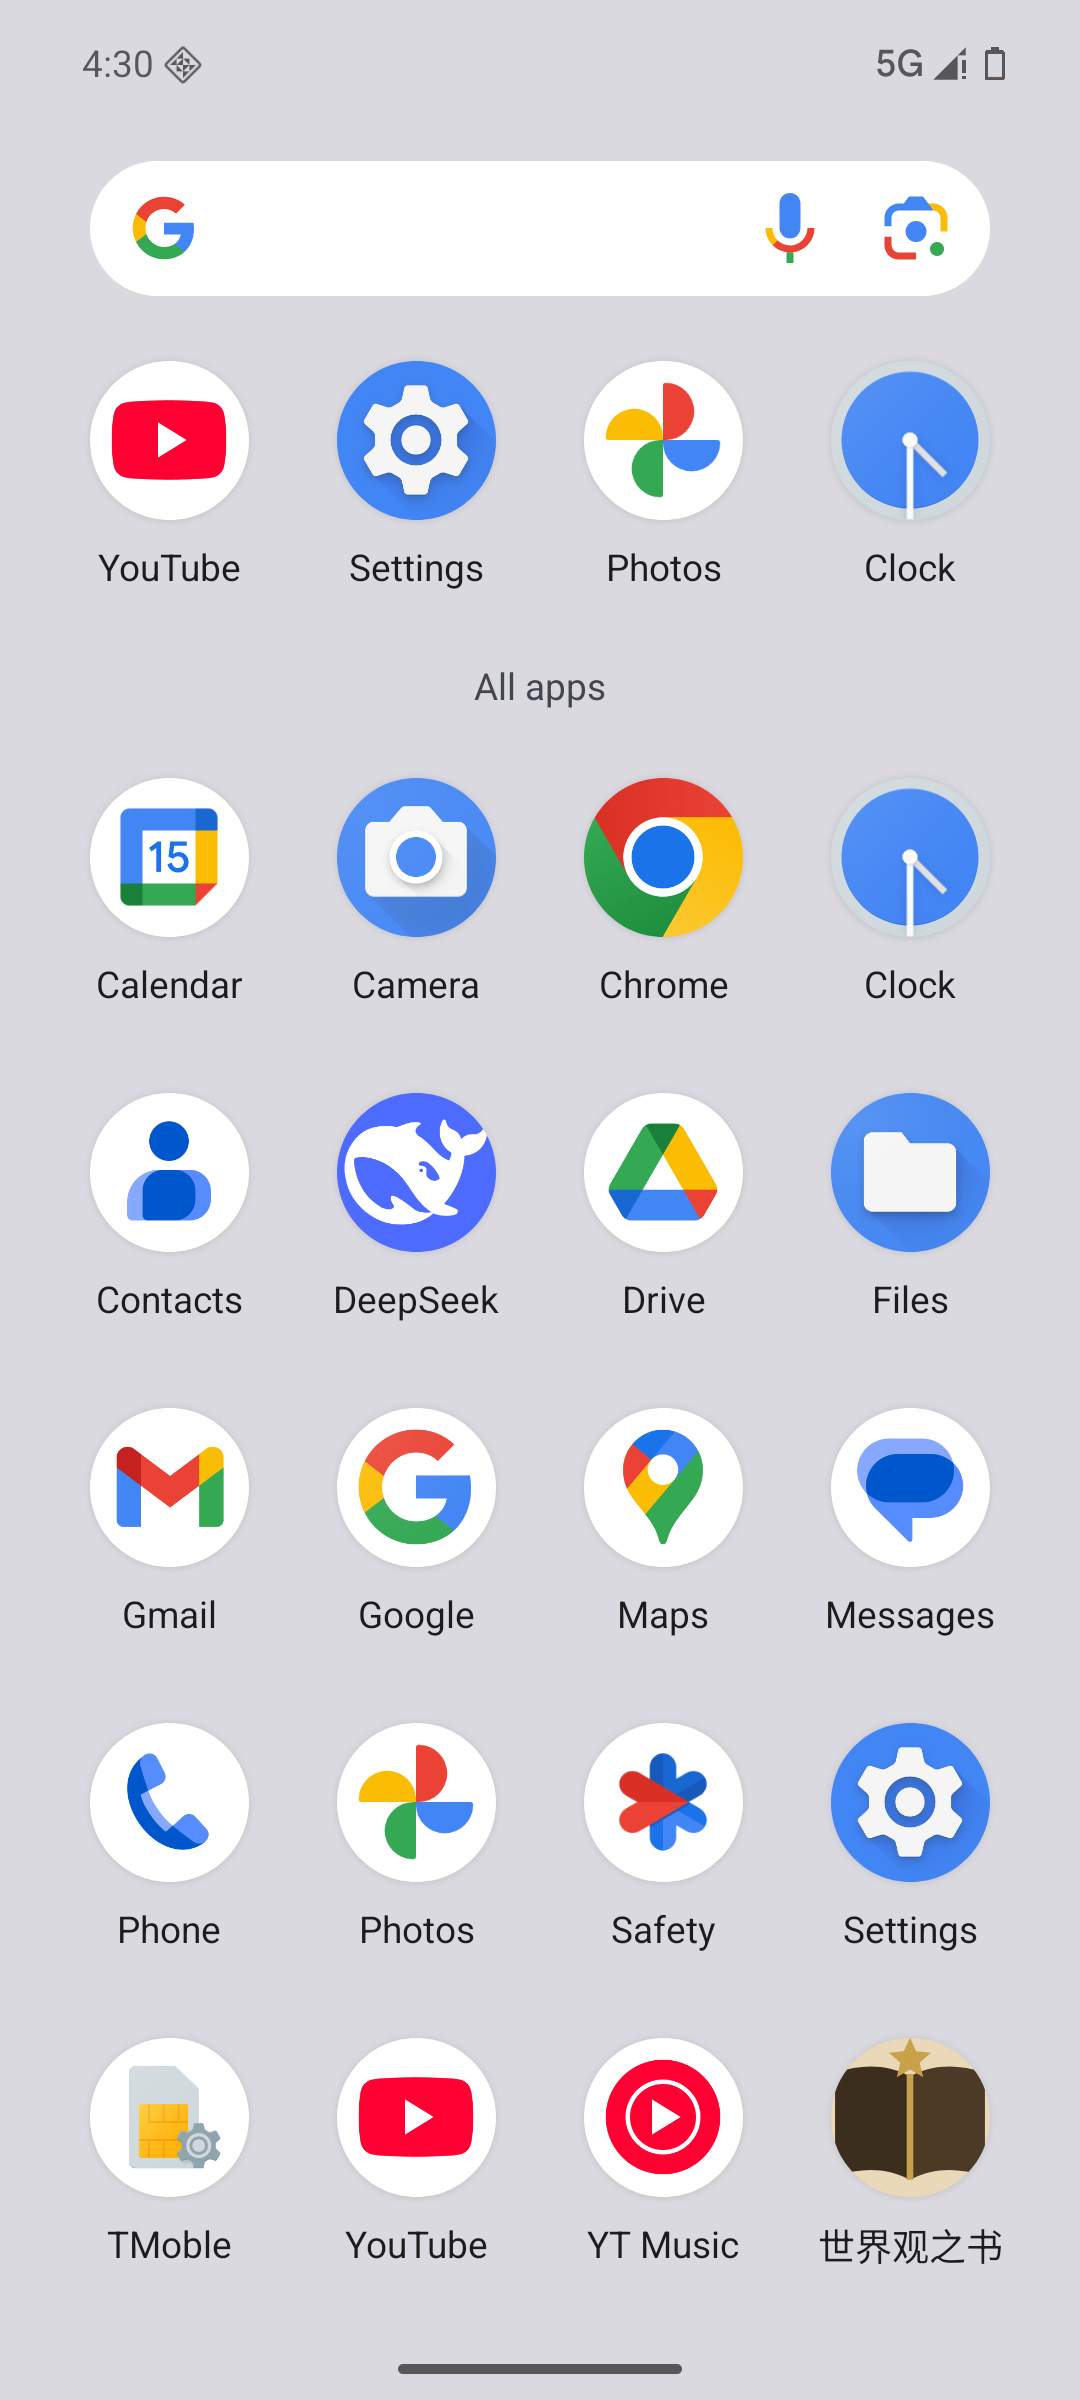 4:30 5G
YouTube Settings Photos Clock
All apps
15
Calendar Camera Chrome Clock
Contacts DeepSeek Drive Files
Gmail Google Maps Messages
Phone Photos Safety Settings
TMoble YouTube YT Music 世界观之书